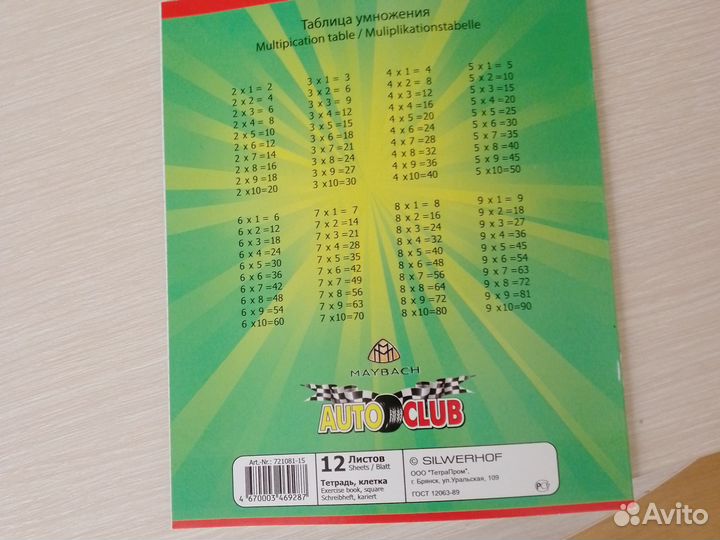 Таблица умножения
Multipication table / Muliplikationstabelle
2 x 1 = 2
2 x 2 = 4
2 x 3 = 6
2 x 4 = 8
2 x 5 =10
2 x 6 =12
2 x 7 =14
2 x 8 =16
2 x 9 =18
2 x10=20
3 x 1 = 3
3 x 2 = 6
3 x 3 = 9
3 x 4 =12
3 x 5 =15
3 x 6 =18
3 x 7 =21
3 x 8 =24
3 x 9 =27
3 x10=30
4 x 1 = 4
4 x 2 = 8
4 x 3 =12
4 x 4 =16
4 x 5 =20
4 x 6 =24
4 x 7 =28
4 x 8 =32
4 x 9 =36
4 x10=40
5 x 1 = 5
5 x 2 =10
5 x 3 =15
5 x 4 =20
5 x 5 =25
5 x 6 =30
5 x 7 =35
5 x 8 =40
5 x 9 =45
5 x10=50
6 x 1 = 6
6 x 2 =12
6 x 3 =18
6 x 4 =24
6 x 5 =30
6 x 6 =36
6 x 7 =42
6 x 8 =48
6 x 9 =54
6 x10=60
7 x 1 = 7
7 x 2 =14
7 x 3 =21
7 x 4 =28
7 x 5 =35
7 x 6 =42
7 x 7 =49
7 x 8 =56
7 x 9 =63
7 x10=70
8 x 1 = 8
8 x 2 =16
8 x 3 =24
8 x 4 =32
8 x 5 =40
8 x 6 =48
8 x 7 =56
8 x 8 =64
8 x 9 =72
8 x10=80
9 x 1 = 9
9 x 2 =18
9 x 3 =27
9 x 4 =36
9 x 5 =45
9 x 6 =54
9 x 7 =63
9 x 8 =72
9 x 9 =81
9 x10=90
MAYBACH
AUTO CLUB
Art.-Nr.: 721081-15
4 670003 469287
12 Листов
Sheets / Blatt
Тетрадь, клетка
Exercise book, square
Schreibheft, kariert
© SILWERHOF
ООО "ТетраПром".
г. Брянск, ул.Уральская, 109
ГОСТ 12063-89
Avito